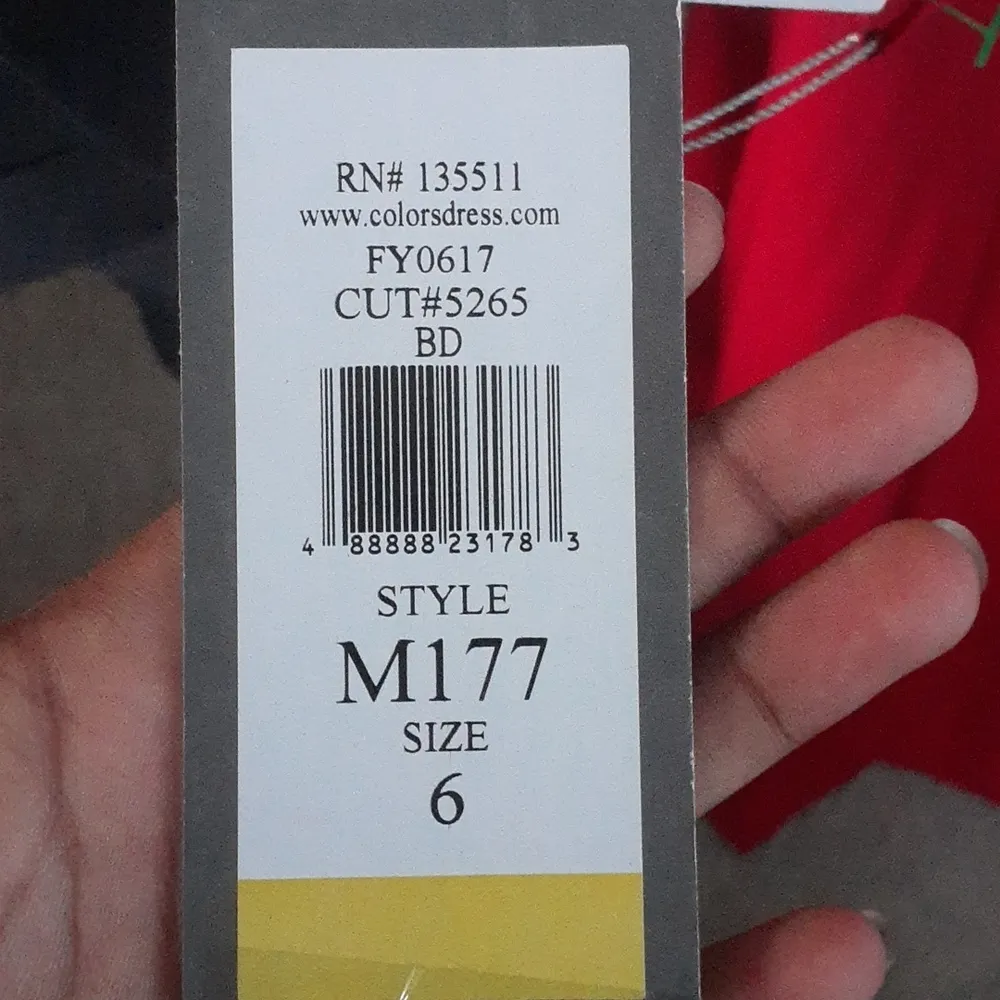 RN# 135511
www.colorsdress.com
FY0617
CUT#5265
BD
4 88888 23178 3
STYLE
M177
SIZE
6